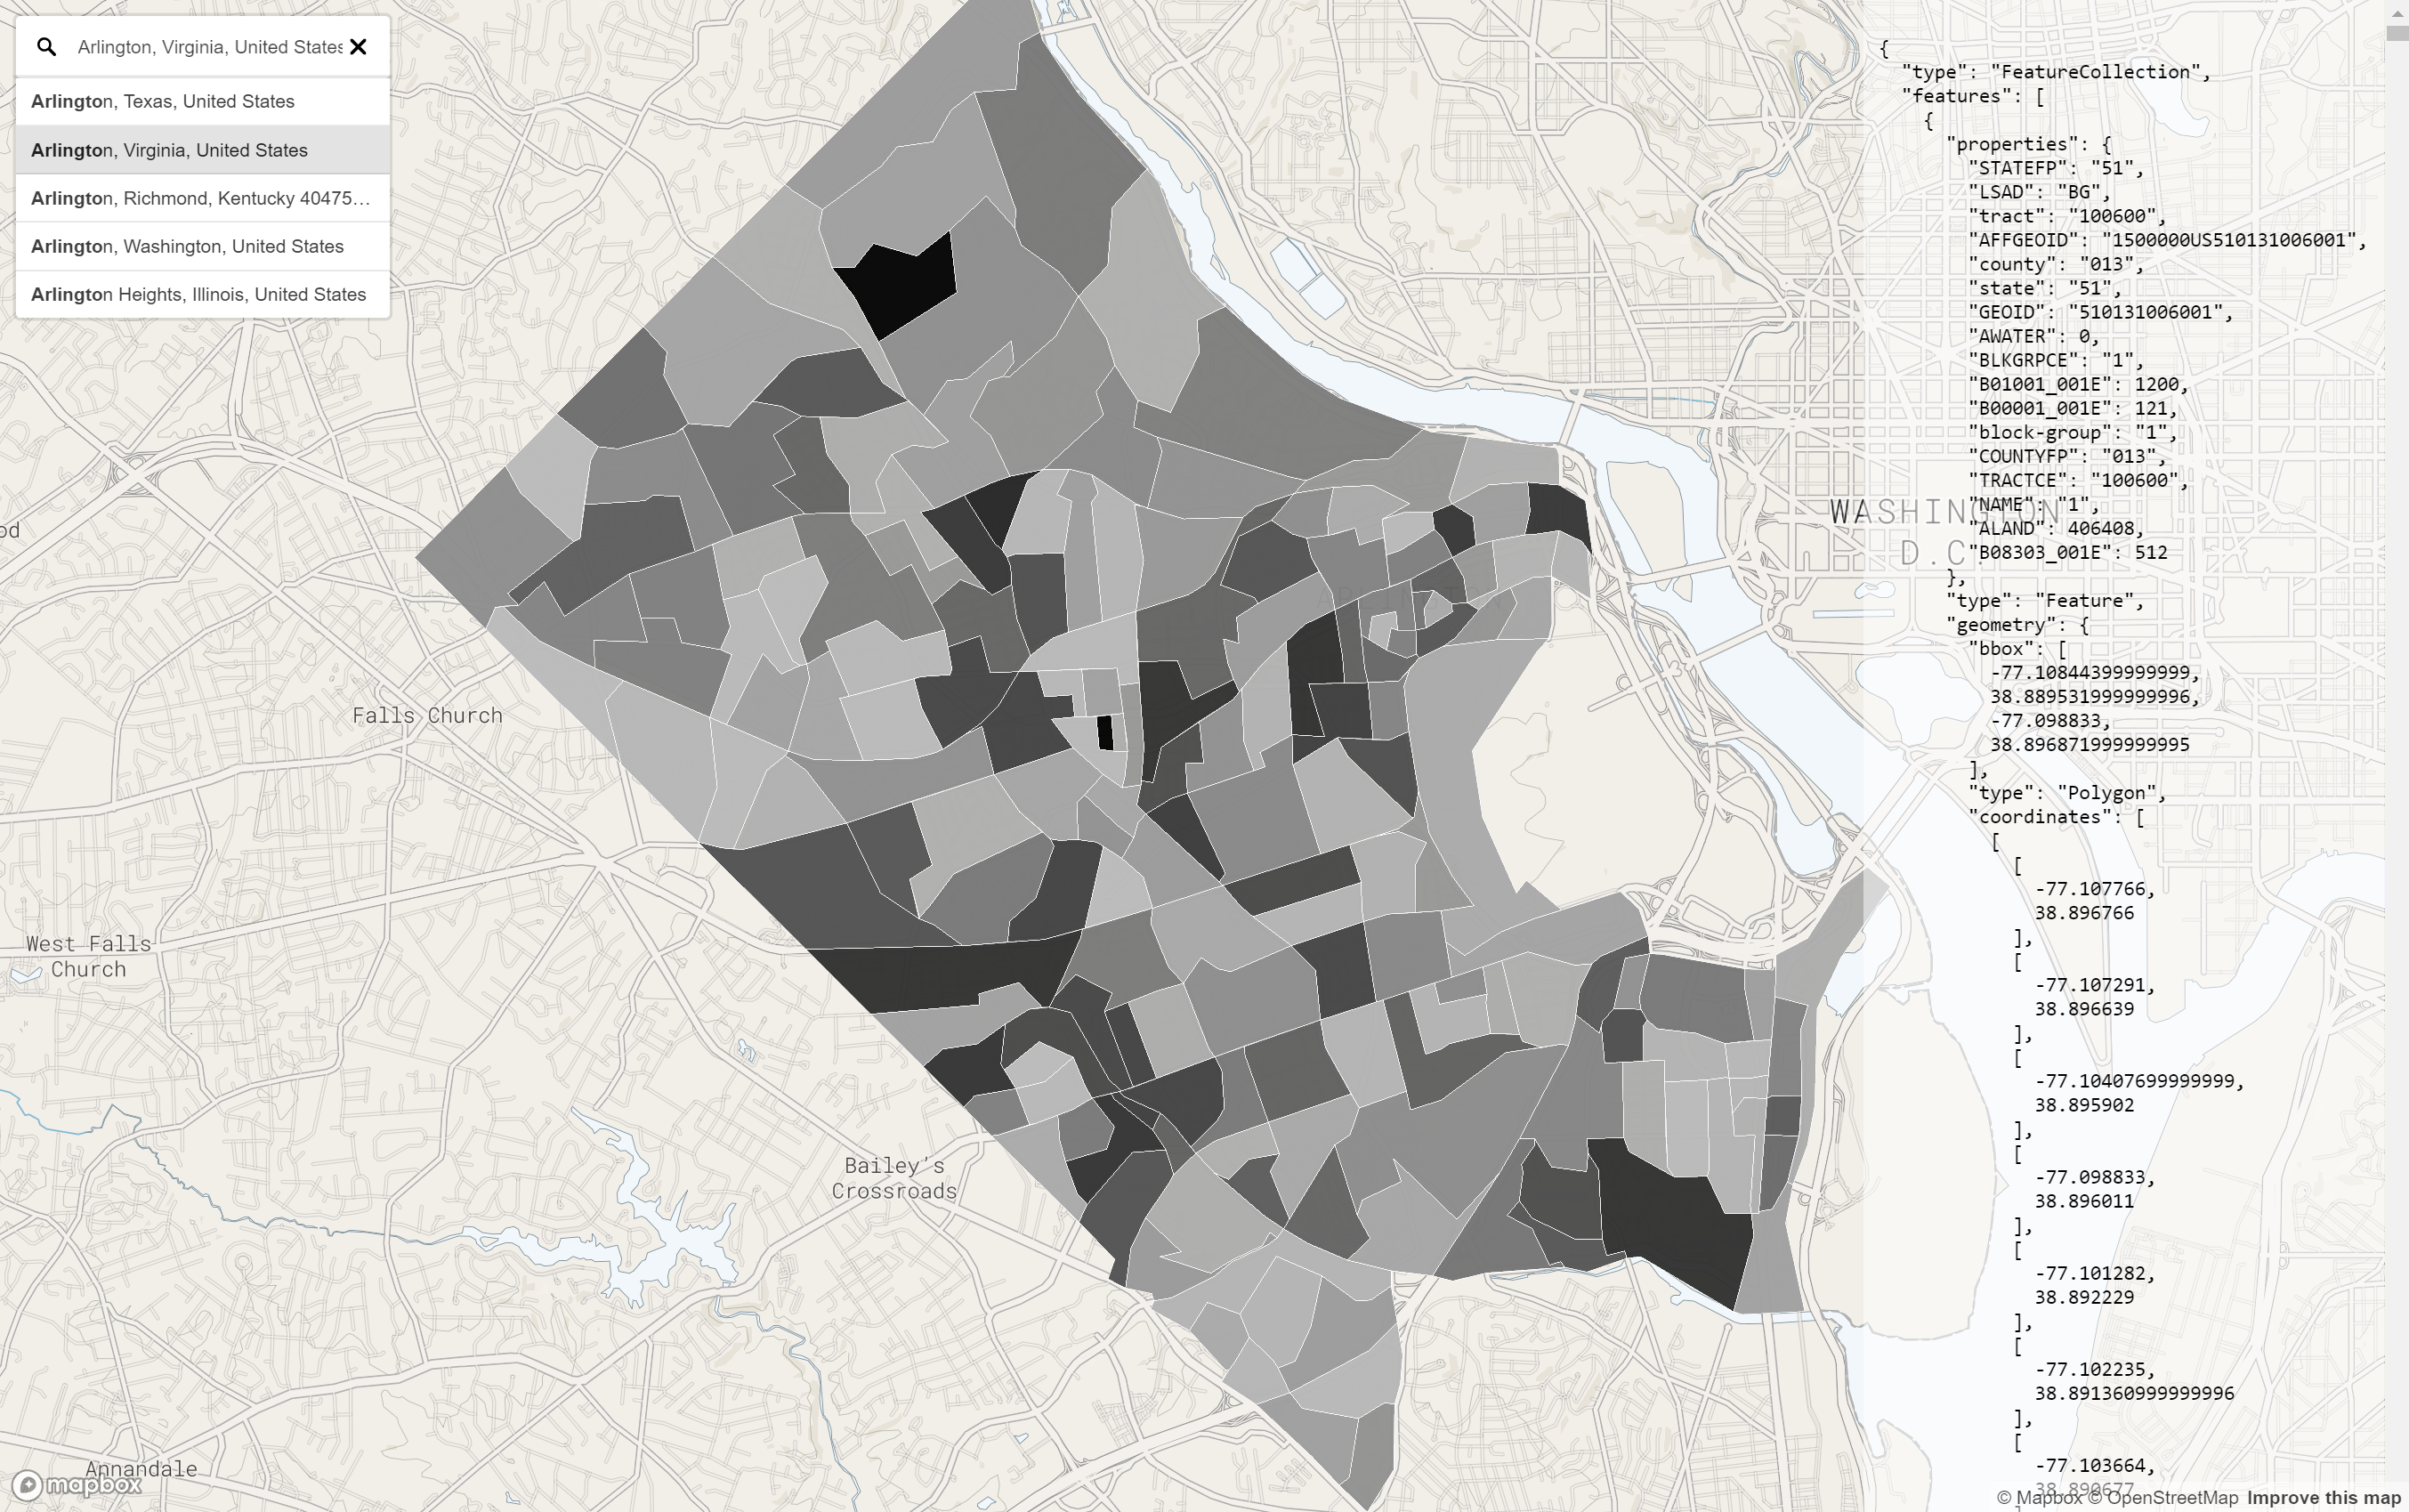 Arlington, Virginia, United States
Arlington, Texas, United States
Arlington, Virginia, United States
Arlington, Richmond, Kentucky 40475…
Arlington, Washington, United States
Arlington Heights, Illinois, United States
od
Falls Church
West Falls
Church
Bailey's
Crossroads
Annandale
ARLINGTON
WASHINGTON
D.C.
{
"type": "FeatureCollection",
"features": [
{
"properties": {
"STATEFP": "51",
"LSAD": "BG",
"tract": "100600",
"AFFGEOID": "1500000US510131006001",
"county": "013",
"state": "51",
"GEOID": "510131006001",
"AWATER": 0,
"BLKGRPCE": "1",
"B01001_001E": 1200,
"B00001_001E": 121,
"block-group": "1",
"COUNTYFP": "013",
"TRACTCE": "100600",
"NAME": "1",
"ALAND": 406408,
"B08303_001E": 512
},
"type": "Feature",
"geometry": {
"bbox": [
-77.10844399999999,
38.889531999999996,
-77.098833,
38.896871999999995
],
"type": "Polygon",
"coordinates": [
[
[
-77.107766,
38.896766
],
[
-77.107291,
38.896639
],
[
-77.10407699999999,
38.895902
],
[
-77.098833,
38.896011
],
[
-77.101282,
38.892229
],
[
-77.102235,
38.891360999999996
],
[
-77.103664,
38.890677
mapbox
© Mapbox © OpenStreetMap Improve this map